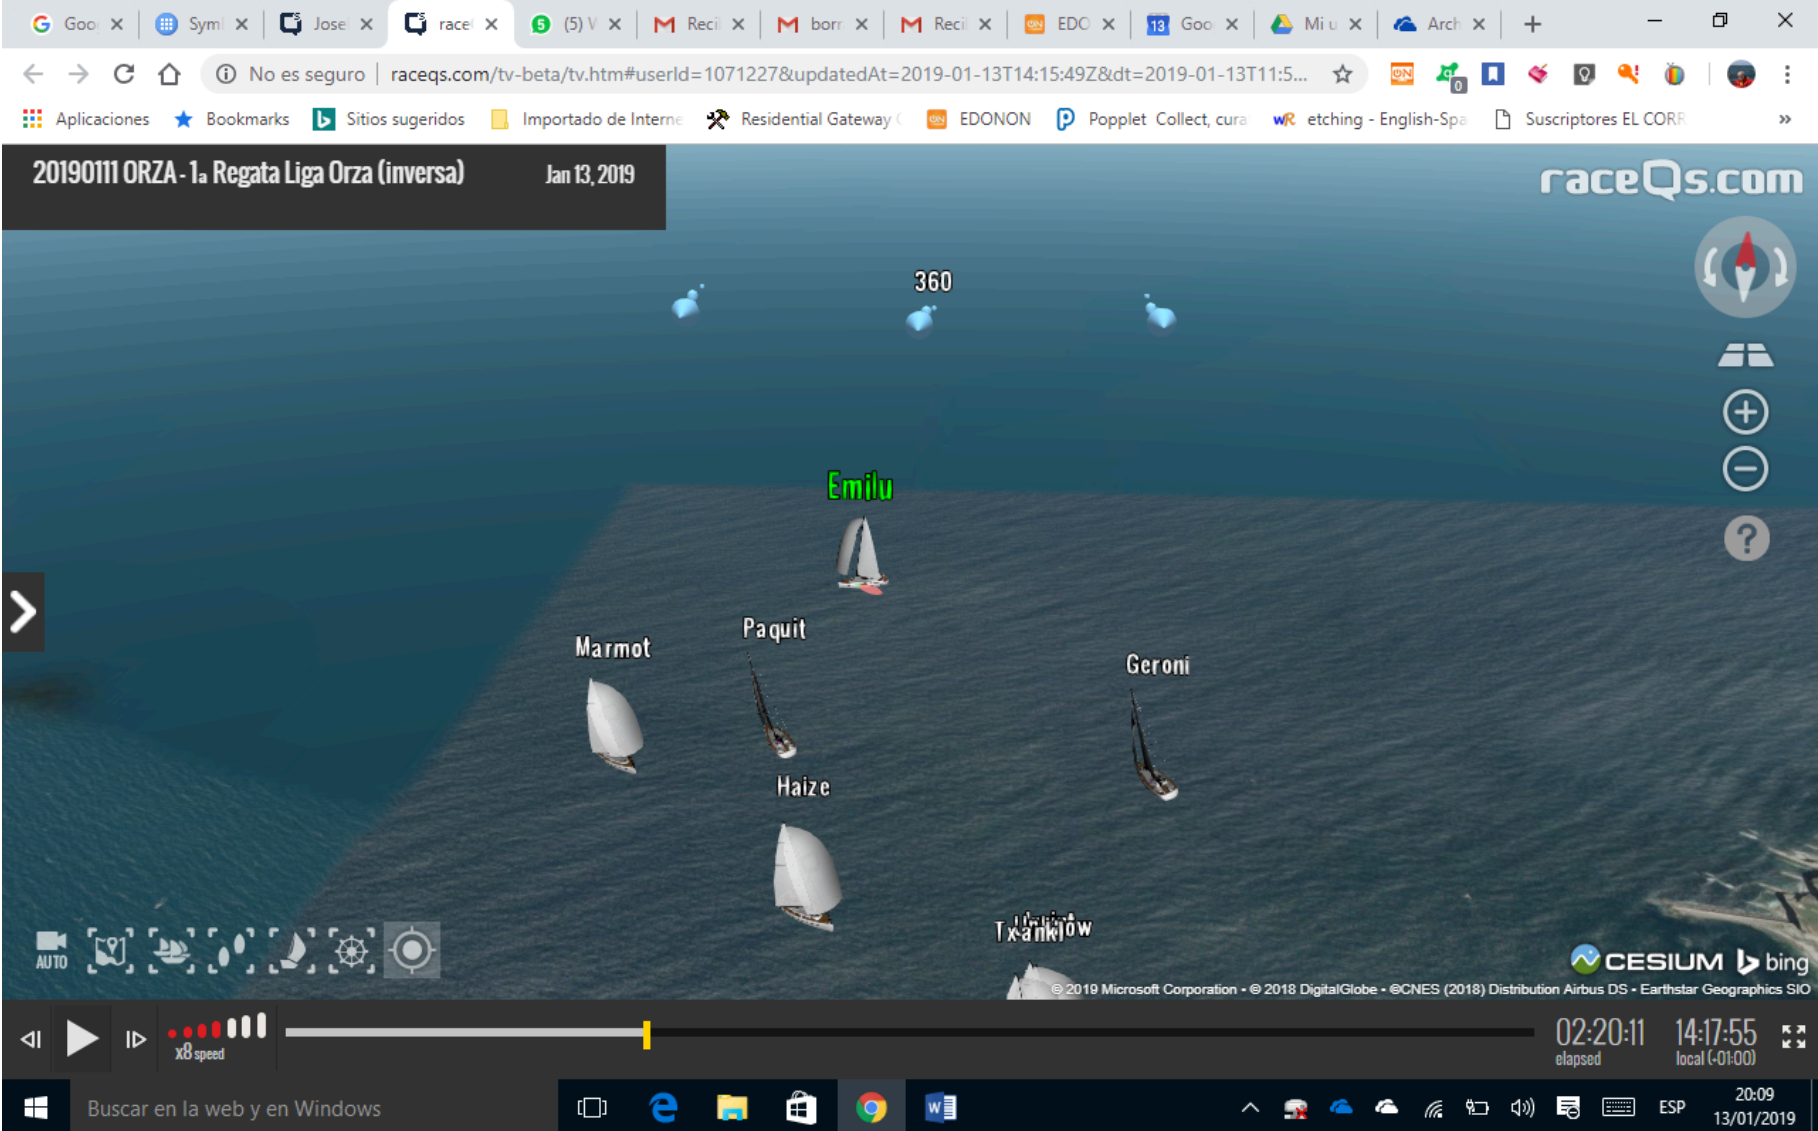 Goo
Syml
Josel
race
(5) V
Recil
borr
Recil
EDO
Goo
Mi u
Arch
No es seguro
raceqs.com/tv-beta/tv.htm#userId=1071227&updatedAt=2019-01-13T14:15:49Z&dt=2019-01-13T11:5...
Aplicaciones
Bookmarks
Sitios sugeridos
Importado de Interne
Residential Gateway
EDONON
Popplet Collect, cura
etching - English-Spa
Suscriptores EL CORR
»
20190111 ORZA - 1a Regata Liga Orza (inversa)
Jan 13, 2019
raceQs.com
360
Emilu
Marmot
Paquit
Geroni
Haize
AUTO
CESIUM
bing
© 2019 Microsoft Corporation • © 2018 DigitalGlobe • ©CNES (2018) Distribution Airbus DS • Earthstar Geographics SIO
x8 speed
02:20:11
elapsed
14:17:55
local (+01:00)
Buscar en la web y en Windows
ESP
20:09
13/01/2019